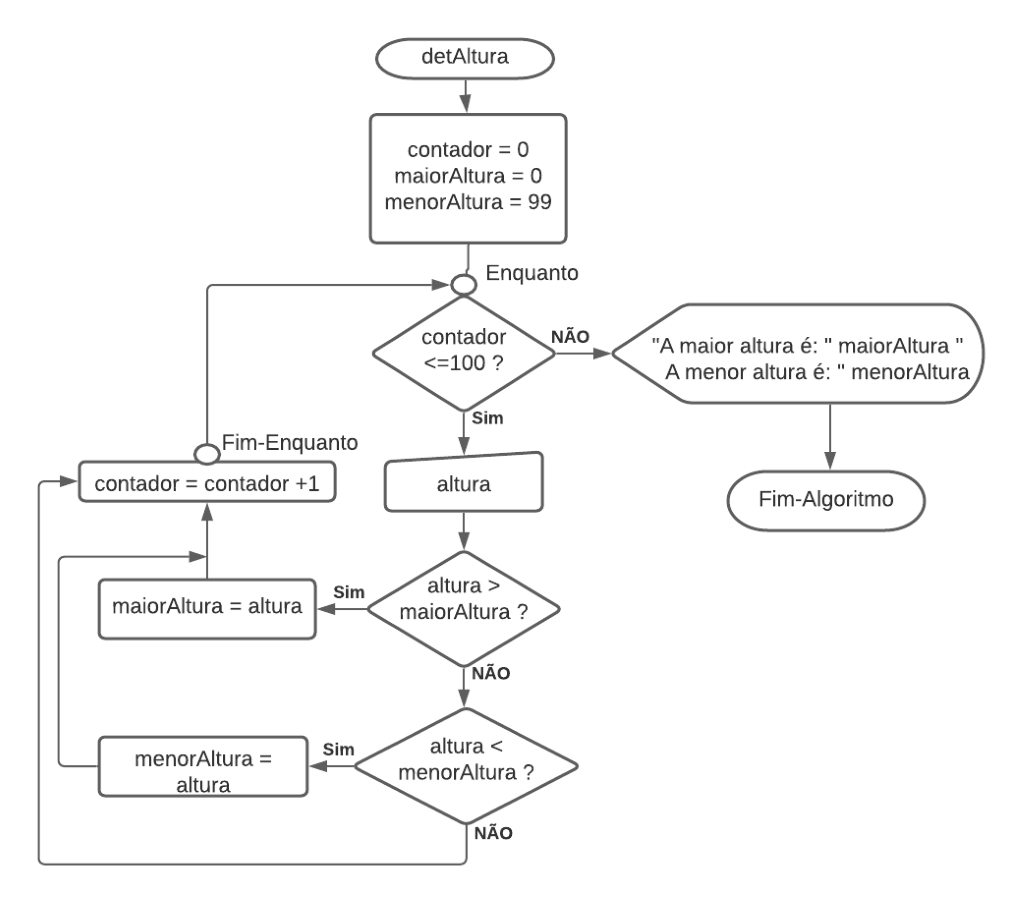 detAltura
contador = 0
maiorAltura = 0
menorAltura = 99
Enquanto
contador
<=100 ?
NÃO
"A maior altura é: " maiorAltura "
A menor altura é: " menorAltura
Fim-Algoritmo
Sim
altura
Fim-Enquanto
contador = contador +1
altura >
maiorAltura ?
Sim
maiorAltura = altura
NÃO
altura <
menorAltura ?
Sim
menorAltura =
altura
NÃO